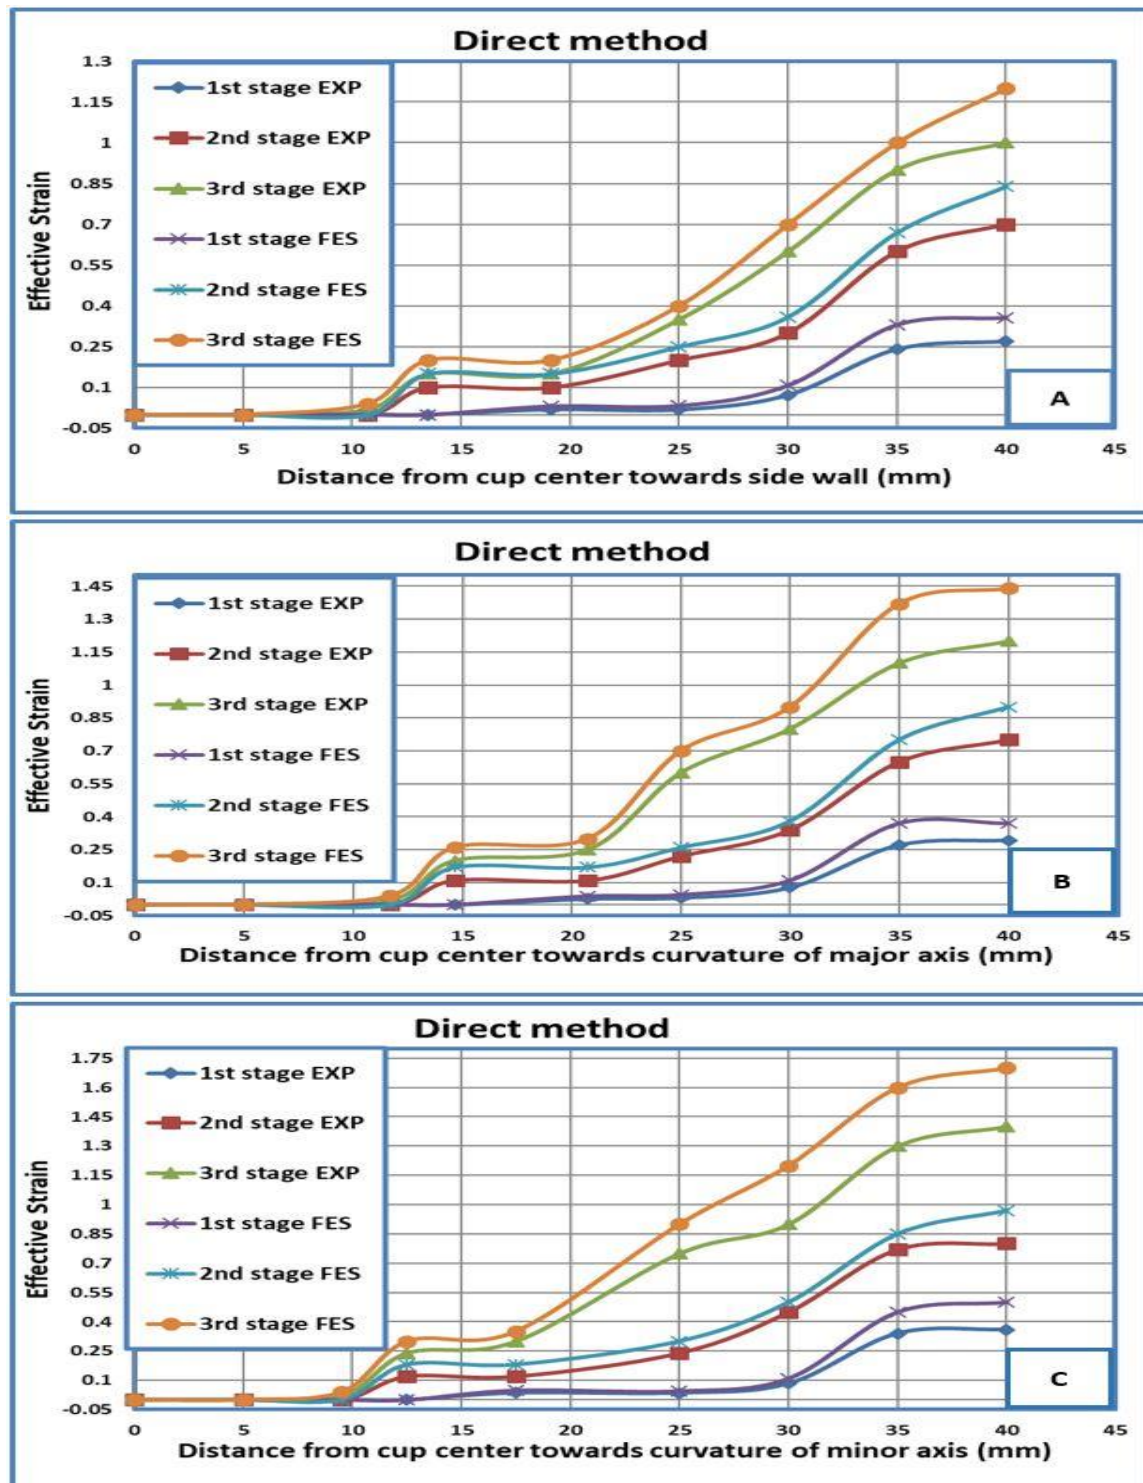 Direct method
1.3
1.15
1
0.85
0.7
0.55
0.4
0.25
0.1
-0.05
Effective Strain
1st stage EXP
2nd stage EXP
3rd stage EXP
1st stage FES
2nd stage FES
3rd stage FES
A
0 5 10 15 20 25 30 35 40 45
Distance from cup center towards side wall (mm)
Direct method
1.45
1.3
1.15
1
0.85
0.7
0.55
0.4
0.25
0.1
-0.05
Effective Strain
1st stage EXP
2nd stage EXP
3rd stage EXP
1st stage FES
2nd stage FES
3rd stage FES
B
0 5 10 15 20 25 30 35 40 45
Distance from cup center towards curvature of major axis (mm)
Direct method
1.75
1.6
1.45
1.3
1.15
1
0.85
0.7
0.55
0.4
0.25
0.1
-0.05
Effective Strain
1st stage EXP
2nd stage EXP
3rd stage EXP
1st stage FES
2nd stage FES
3rd stage FES
C
0 5 10 15 20 25 30 35 40 45
Distance from cup center towards curvature of minor axis (mm)